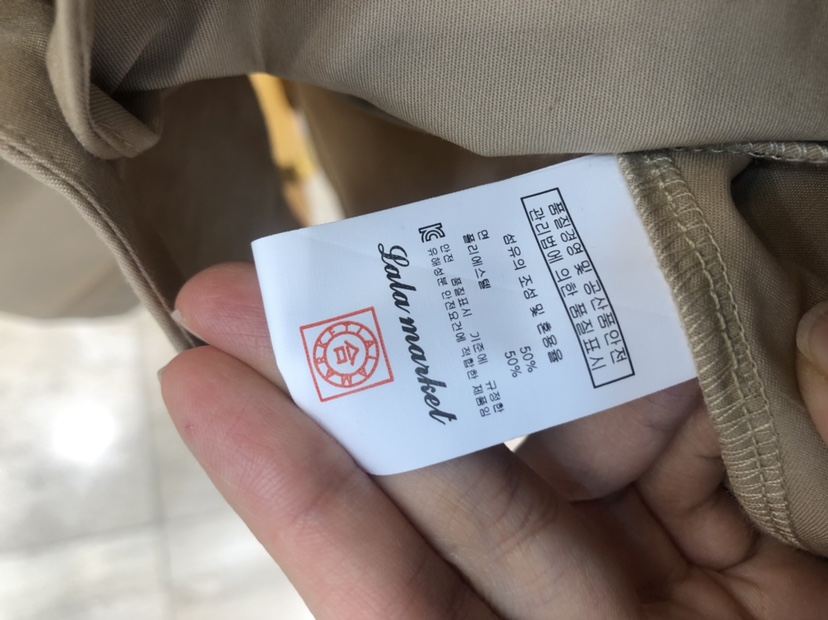 품질경영 및 공산품안전
관리법에 의한 품질표시
섬유의 조성 및 혼용율
면 50%
폴리에스텔 50%
안전 품질표시 기준에 규정한
유해성분 안전요건에 적합한 제품임
Lala market
合